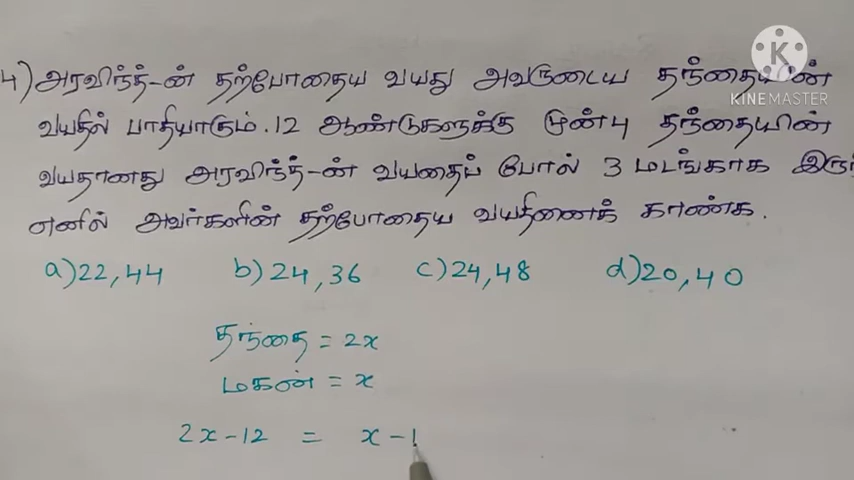 KINEMASTER
4) அரவிந்த்-ன் தற்போதைய வயது அவருடைய தந்தையின்
வயதில் பாதியாகும். 12 ஆண்டுகளுக்கு முன்பு தந்தையின்
வயதானது அரவிந்த்-ன் வயதைப் போல் 3 மடங்காக
எனில் அவர்களின் தற்போதைய வயதினைக் காண்க.
a) 22, 44 b) 24, 36 c) 24, 48 d) 20, 40
தந்தை = 2x
மகன் = x
2x - 12 = x - 1